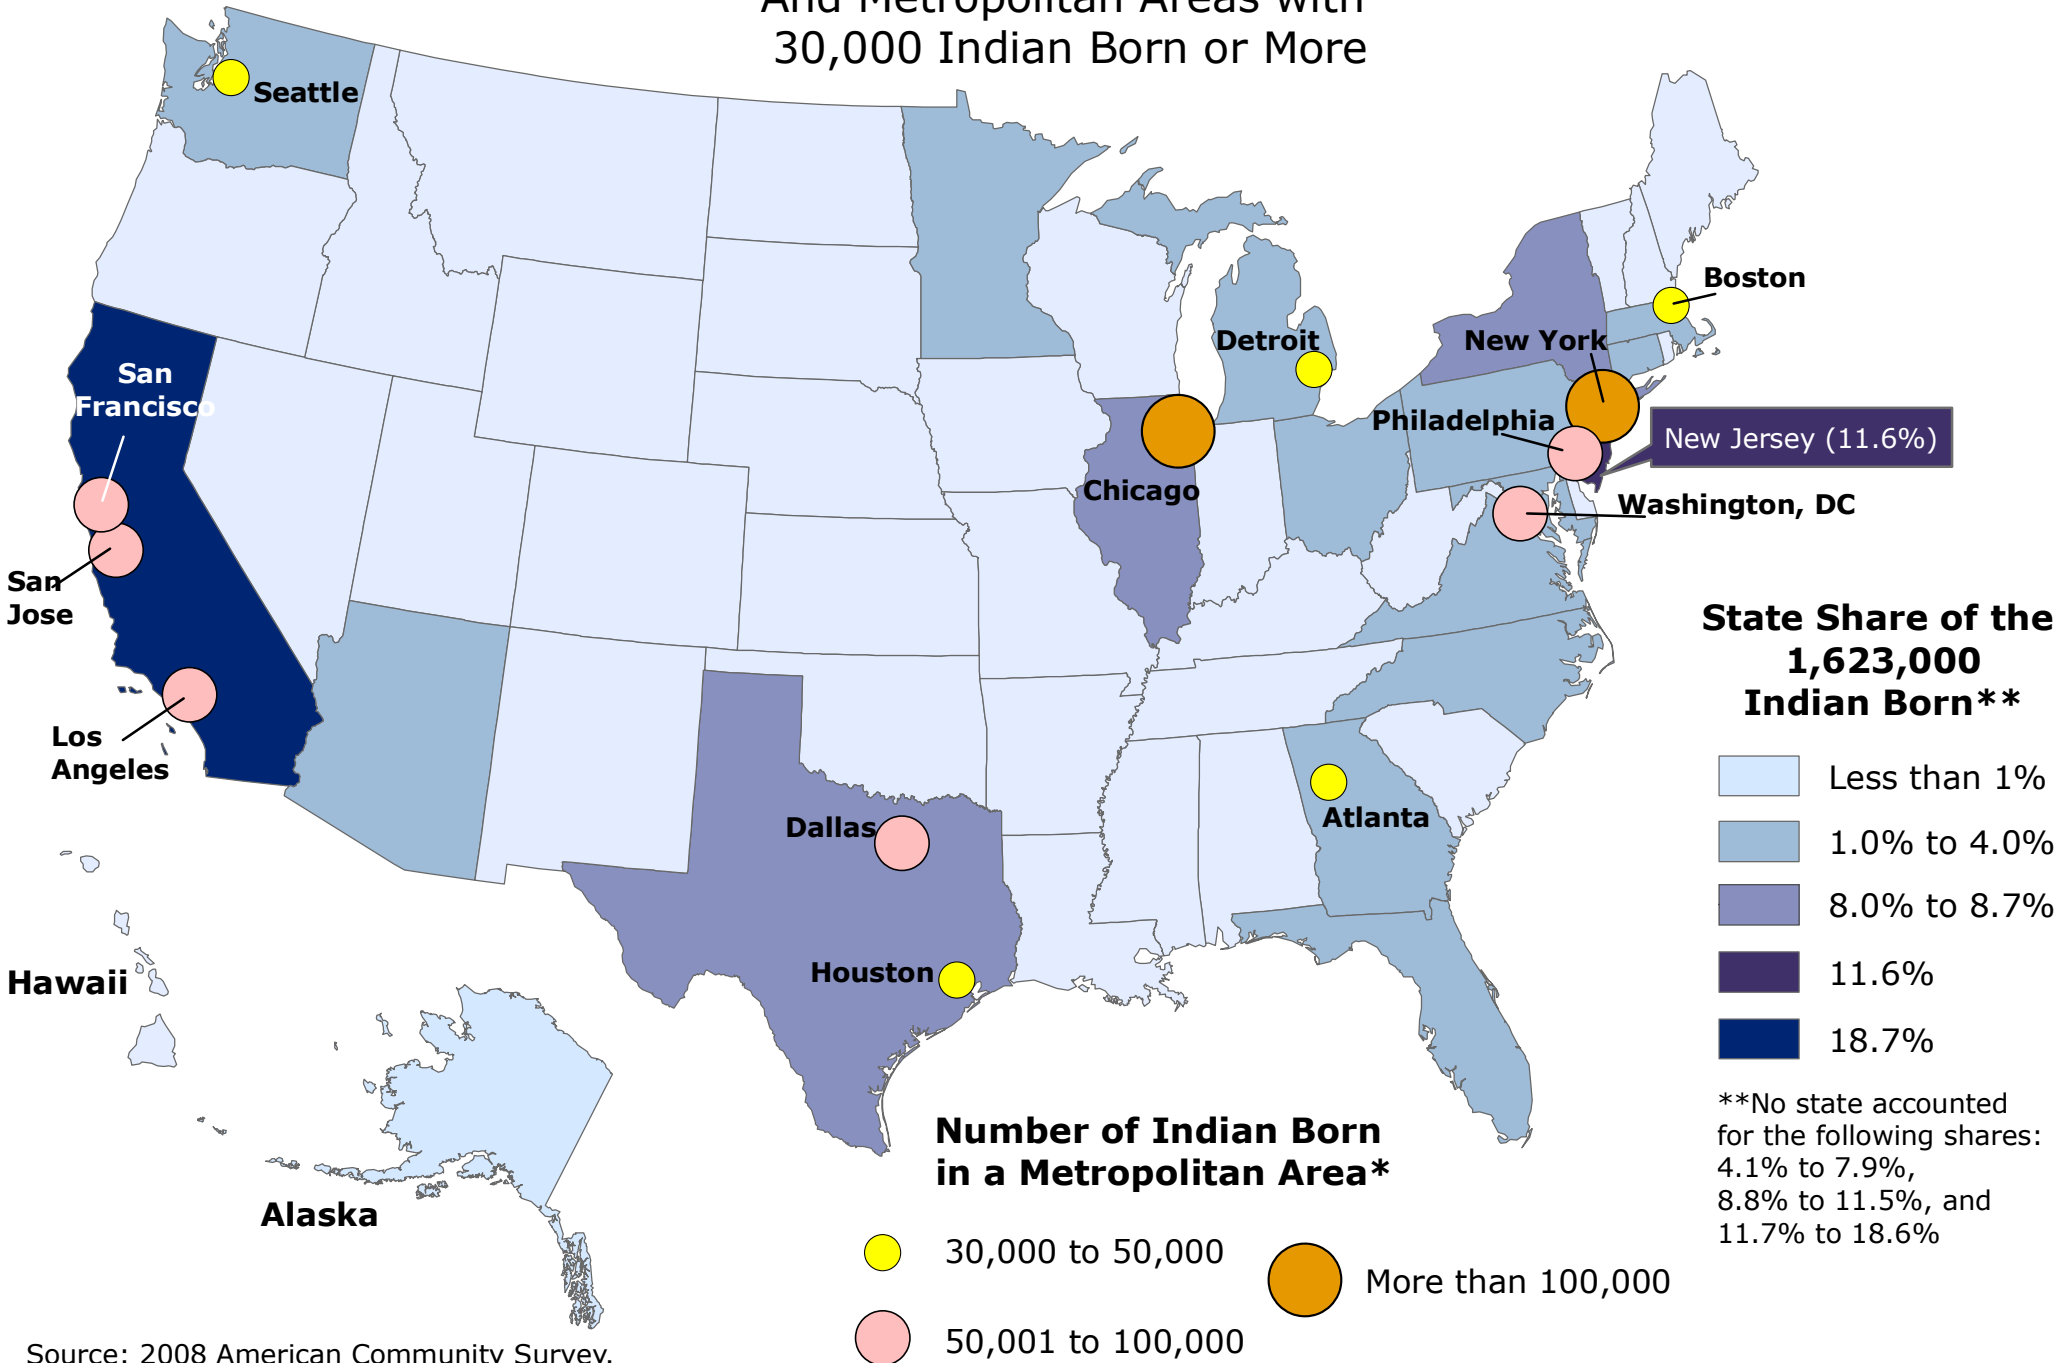 And Metropolitan Areas with
30,000 Indian Born or More
Seattle
Boston
Detroit
New York
San
Francisco
Philadelphia
New Jersey (11.6%)
Chicago
Washington, DC
San
Jose
Los
Angeles
Dallas
Atlanta
Houston
Hawaii
Alaska
State Share of the
1,623,000
Indian Born**
Less than 1%
1.0% to 4.0%
8.0% to 8.7%
11.6%
18.7%
**No state accounted
for the following shares:
4.1% to 7.9%,
8.8% to 11.5%, and
11.7% to 18.6%
Number of Indian Born
in a Metropolitan Area*
30,000 to 50,000
More than 100,000
50,001 to 100,000
Source: 2008 American Community Survey.